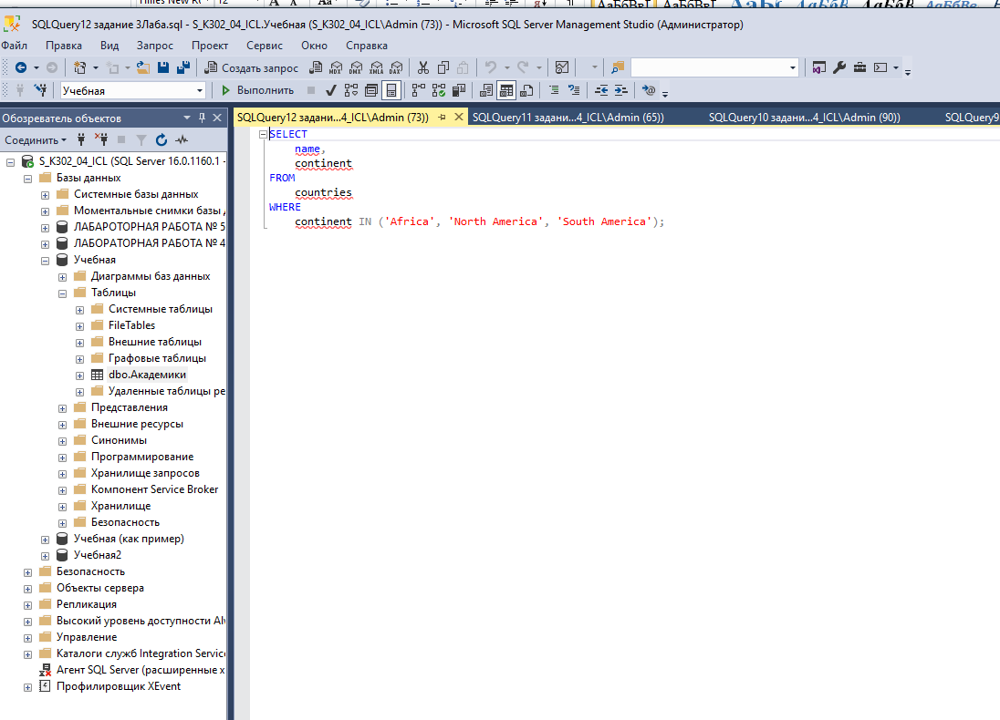 SQLQuery12 задание 3Лаба.sql - S_K302_04_ICL.Учебная (S_K302_04_ICL\Admin (73)) - Microsoft SQL Server Management Studio (Администратор)
Файл Правка Вид Запрос Проект Сервис Окно Справка
Создать запрос MDX DMX XMLA DAX
Учебная Выполнить
Обозреватель объектов
SQLQuery12 задани...4_ICL\Admin (73)) SQLQuery11 задани...4_ICL\Admin (65)) SQLQuery10 задани...4_ICL\Admin (90)) SQLQuery9
Соединить
S_K302_04_ICL (SQL Server 16.0.1160.1 -
Базы данных
Системные базы данных
Моментальные снимки базы д
ЛАБАРОТОРНАЯ РАБОТА № 5
ЛАБОРАТОРНАЯ РАБОТА № 4
Учебная
Диаграммы баз данных
Таблицы
Системные таблицы
FileTables
Внешние таблицы
Графовые таблицы
dbo.Академики
Удаленные таблицы ре
Представления
Внешние ресурсы
Синонимы
Программирование
Хранилище запросов
Компонент Service Broker
Хранилище
Безопасность
Учебная (как пример)
Учебная2
Безопасность
Объекты сервера
Репликация
Высокий уровень доступности Al
Управление
Каталоги служб Integration Servic
Агент SQL Server (расширенные х
Профилировщик XEvent
SELECT
name,
continent
FROM
countries
WHERE
continent IN ('Africa', 'North America', 'South America');